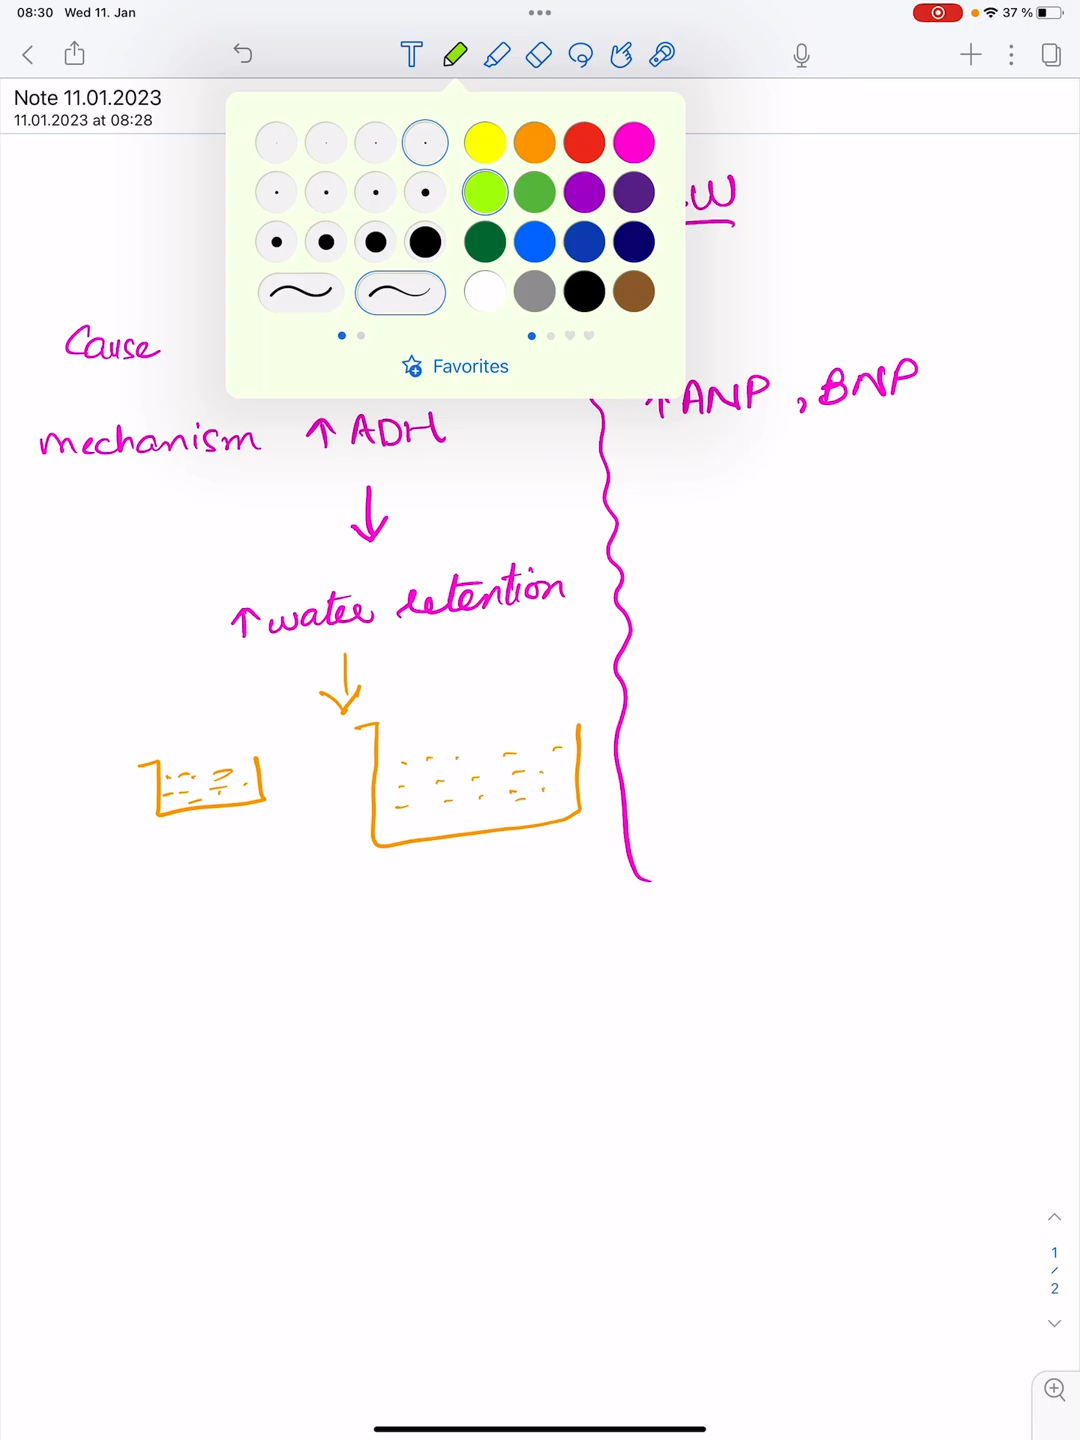 08:30 Wed 11. Jan
37 %
T
Note 11.01.2023
11.01.2023 at 08:28
Favorites
Cause
mechanism ↑ ADH
↑ ANP, BNP
↓
↑ water retention
↓
1
/
2